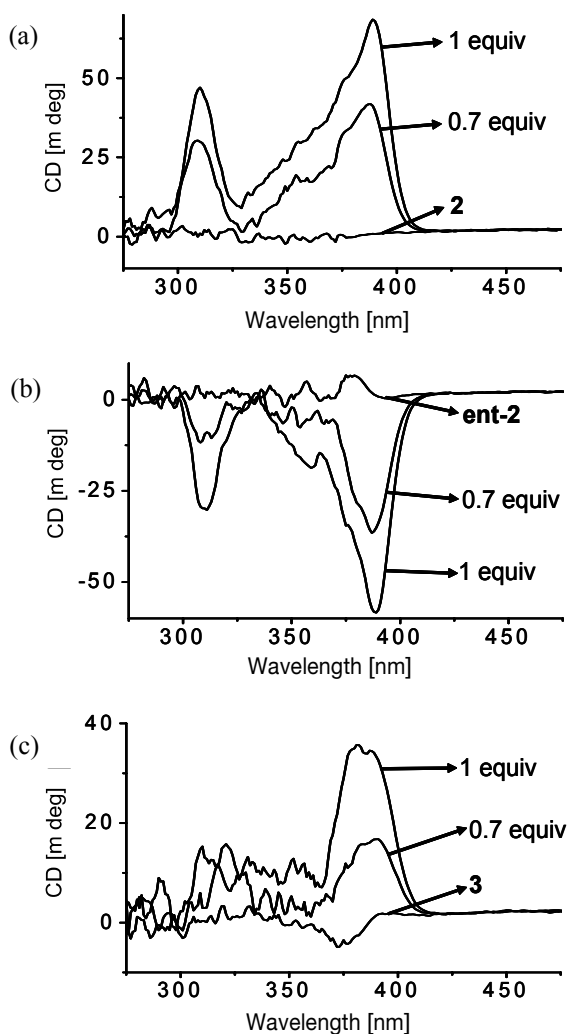 (a)
CD [m deg]
50
25
0
1 equiv
0.7 equiv
2
300 350 400 450
Wavelength [nm]
(b)
CD [m deg]
0
-25
-50
ent-2
0.7 equiv
1 equiv
300 350 400 450
Wavelength [nm]
(c)
CD [m deg]
40
20
0
1 equiv
0.7 equiv
3
300 350 400 450
Wavelength [nm]